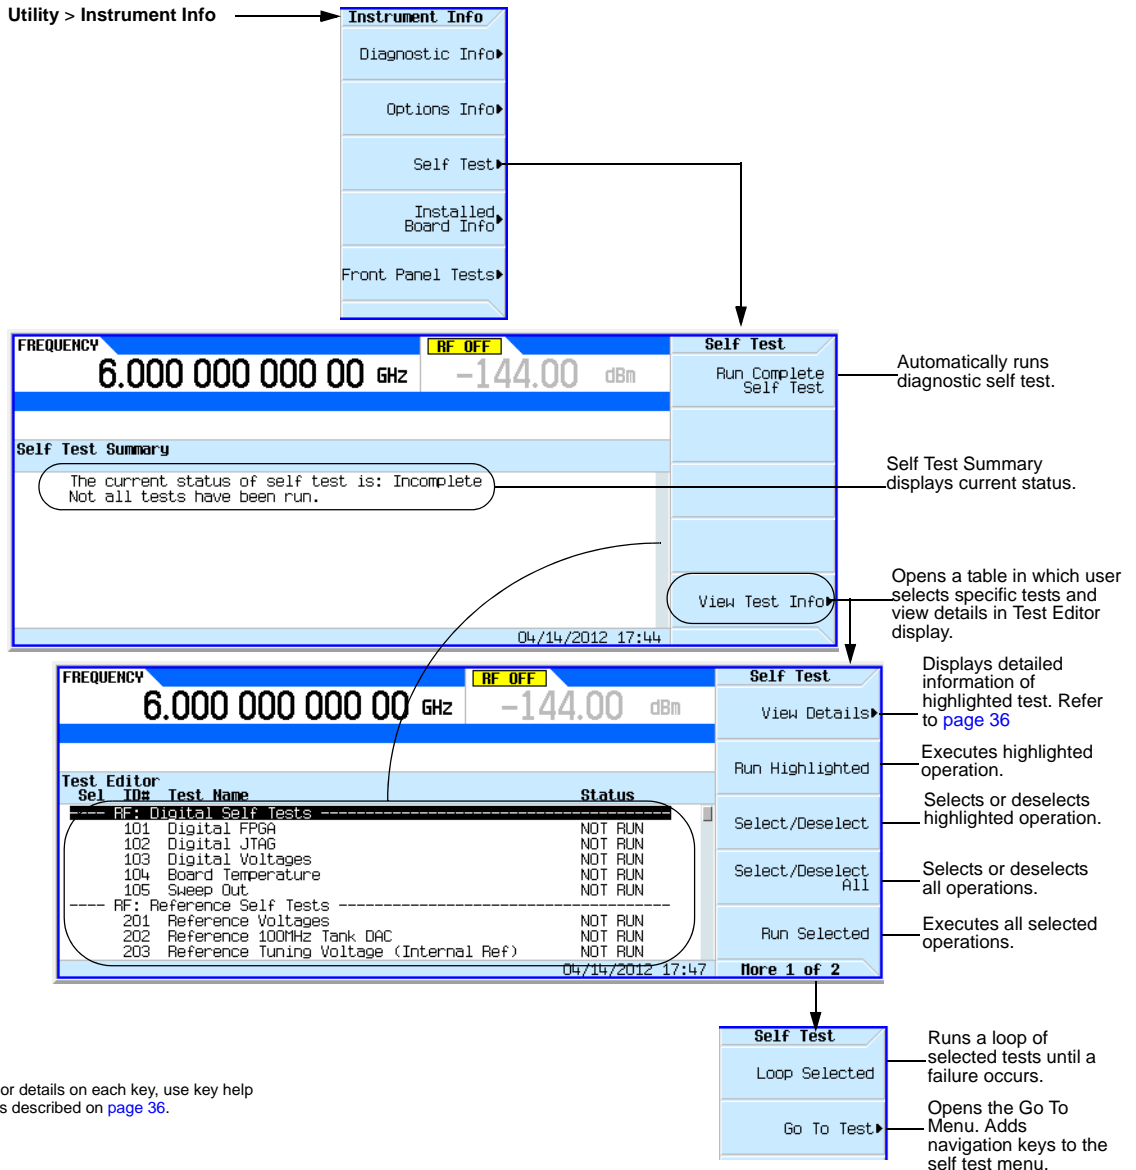 Utility > Instrument Info
Instrument Info
Diagnostic Info
Options Info
Self Test
Installed
Board Info
Front Panel Tests
FREQUENCY
6.000 000 000 00 GHz
RF OFF
-144.00 dBm
Self Test Summary
The current status of self test is: Incomplete
Not all tests have been run.
04/14/2012 17:44
Self Test
Run Complete
Self Test
View Test Info
Automatically runs
diagnostic self test.
Self Test Summary
displays current status.
Opens a table in which user
selects specific tests and
view details in Test Editor
display.
FREQUENCY
6.000 000 000 00 GHz
RF OFF
-144.00 dBm
Test Editor
Sel ID# Test Name Status
---- RF: Digital Self Tests ----
101 Digital FPGA NOT RUN
102 Digital JTAG NOT RUN
103 Digital Voltages NOT RUN
104 Board Temperature NOT RUN
105 Sweep Out NOT RUN
---- RF: Reference Self Tests ----
201 Reference Voltages NOT RUN
202 Reference 100MHz Tank DAC NOT RUN
203 Reference Tuning Voltage (Internal Ref) NOT RUN
04/14/2012 17:47
Self Test
View Details
Run Highlighted
Select/Deselect
Select/Deselect
All
Run Selected
More 1 of 2
Displays detailed
information of
highlighted test. Refer
to page 36
Executes highlighted
operation.
Selects or deselects
highlighted operation.
Selects or deselects
all operations.
Executes all selected
operations.
Self Test
Loop Selected
Go To Test
Runs a loop of
selected tests until a
failure occurs.
Opens the Go To
Menu. Adds
navigation keys to the
self test menu.
or details on each key, use key help
s described on page 36.